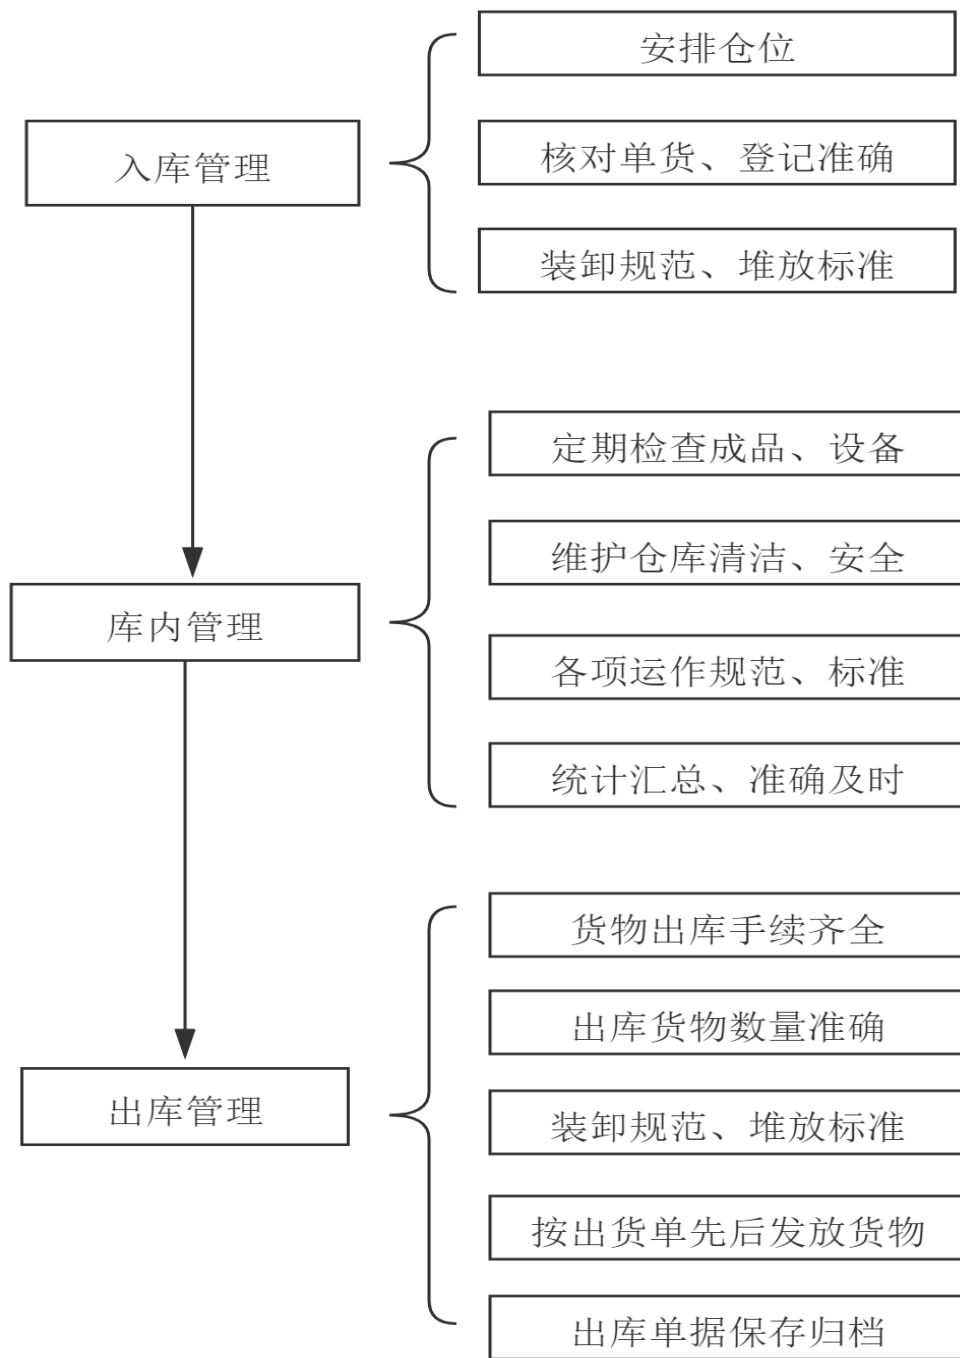 安排仓位
入库管理
核对单货、登记准确
装卸规范、堆放标准
定期检查成品、设备
维护仓库清洁、安全
库内管理
各项运作规范、标准
统计汇总、准确及时
货物出库手续齐全
出库货物数量准确
出库管理
装卸规范、堆放标准
按出货单先后发放货物
出库单据保存归档